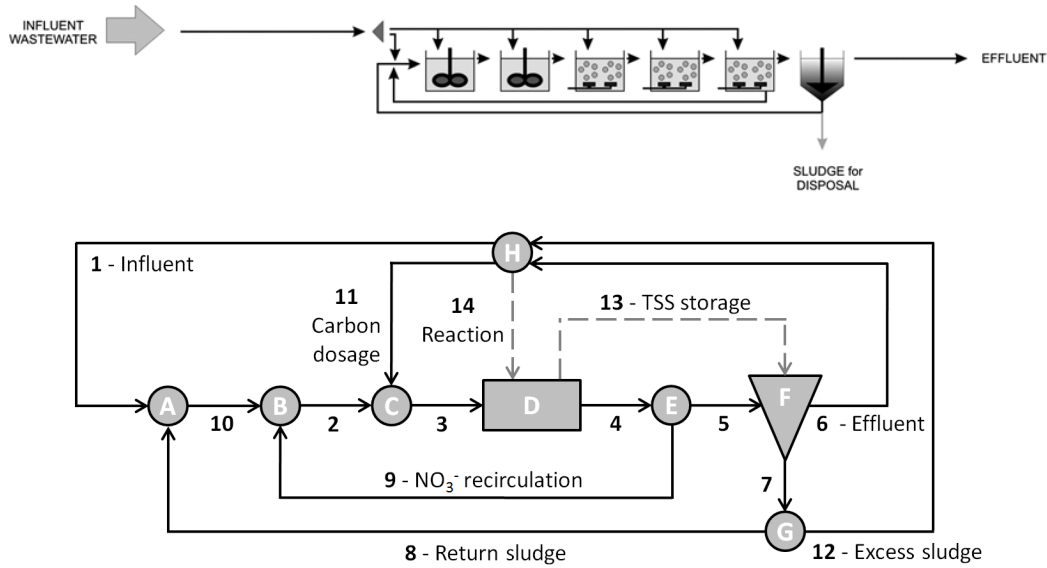 INFLUENT
WASTEWATER
EFFLUENT
SLUDGE for
DISPOSAL
H
1 - Influent
11
Carbon
dosage
14
Reaction
13 - TSS storage
A
B
C
D
E
F
10
2
3
4
5
6 - Effluent
9 - NO₃⁻ recirculation
7
G
8 - Return sludge
12 - Excess sludge